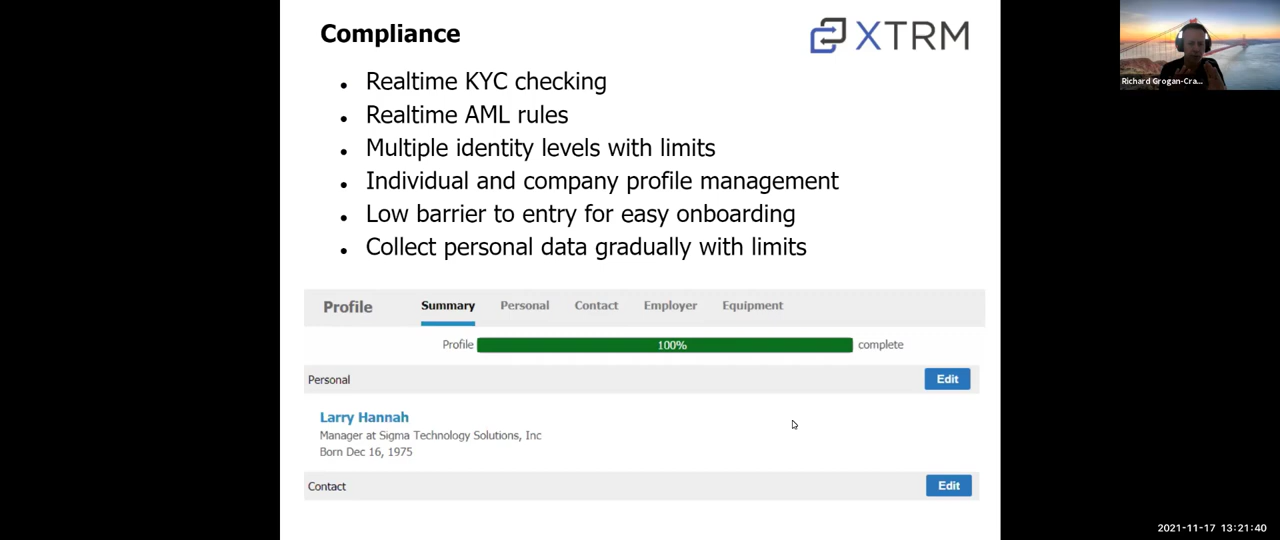 Compliance
XTRM
• Realtime KYC checking
• Realtime AML rules
• Multiple identity levels with limits
• Individual and company profile management
• Low barrier to entry for easy onboarding
• Collect personal data gradually with limits
Profile Summary Personal Contact Employer Equipment
Profile 100% complete
Personal Edit
Larry Hannah
Manager at Sigma Technology Solutions, Inc
Born Dec 16, 1975
Contact Edit
Richard Grogan-Cra...
2021-11-17 13:21:40